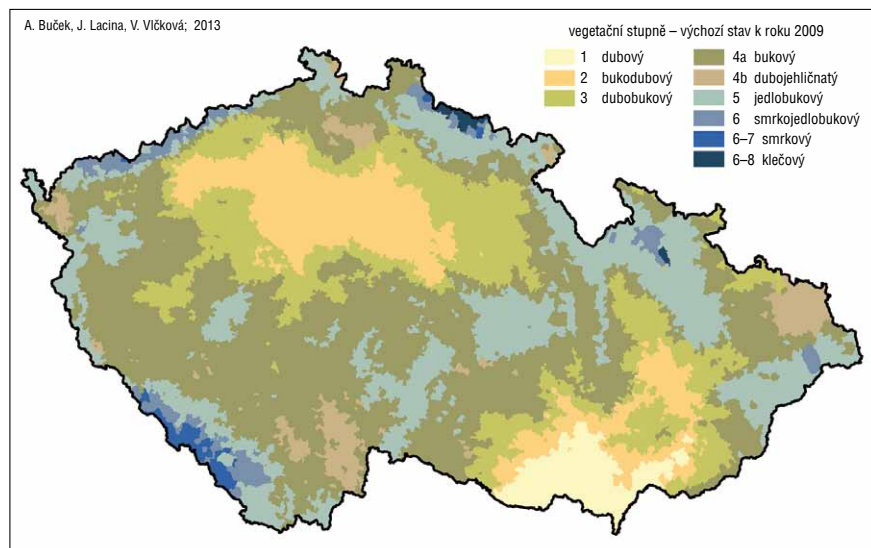 A. Buček, J. Lacina, V. Vlčková; 2013
vegetační stupně – výchozí stav k roku 2009
1 dubový
2 bukodubový
3 dubobukový
4a bukový
4b dubojehličnatý
5 jedlobukový
6 smrkojedlobukový
6–7 smrkový
6–8 klečový